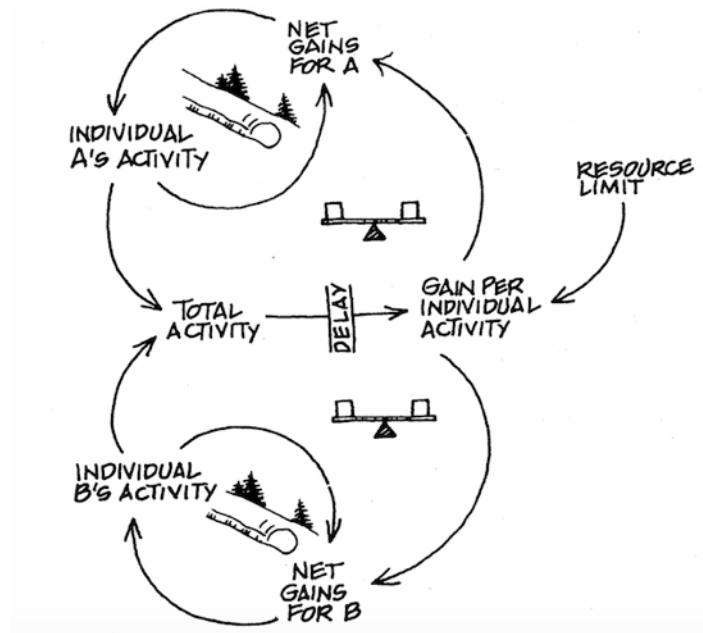 NET
GAINS
FOR A
INDIVIDUAL
A'S ACTIVITY
RESOURCE
LIMIT
TOTAL
ACTIVITY
DELAY
GAIN PER
INDIVIDUAL
ACTIVITY
INDIVIDUAL
B'S ACTIVITY
NET
GAINS
FOR B